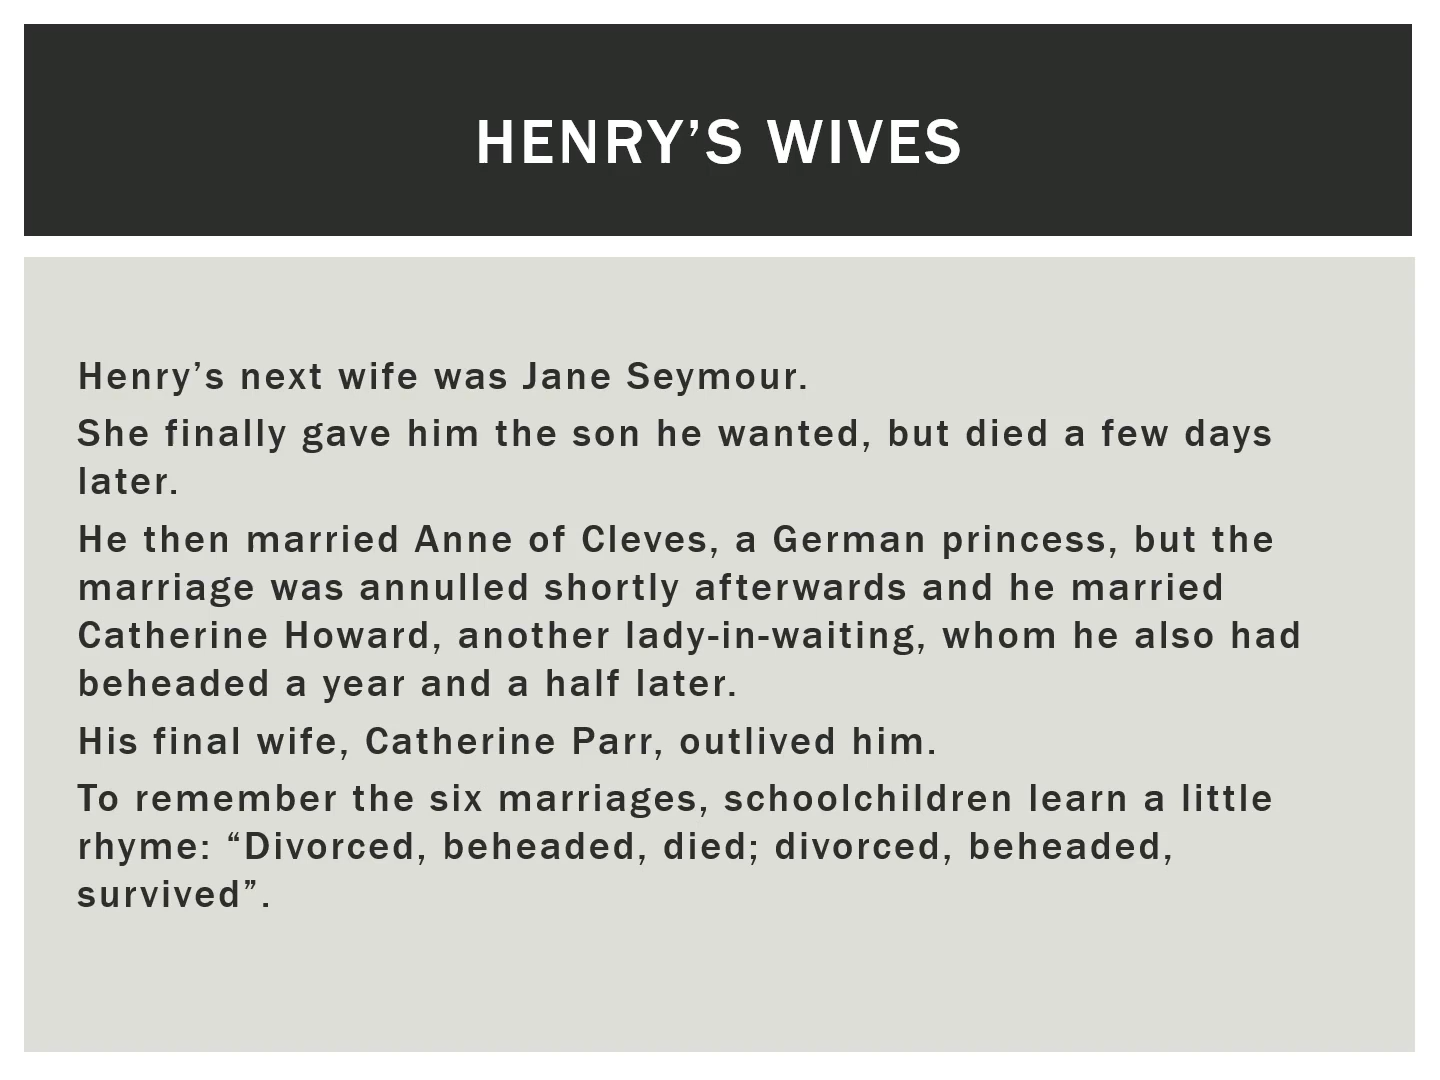 HENRY’S WIVES
Henry’s next wife was Jane Seymour.
She finally gave him the son he wanted, but died a few days
later.
He then married Anne of Cleves, a German princess, but the
marriage was annulled shortly afterwards and he married
Catherine Howard, another lady-in-waiting, whom he also had
beheaded a year and a half later.
His final wife, Catherine Parr, outlived him.
To remember the six marriages, schoolchildren learn a little
rhyme: “Divorced, beheaded, died; divorced, beheaded,
survived”.